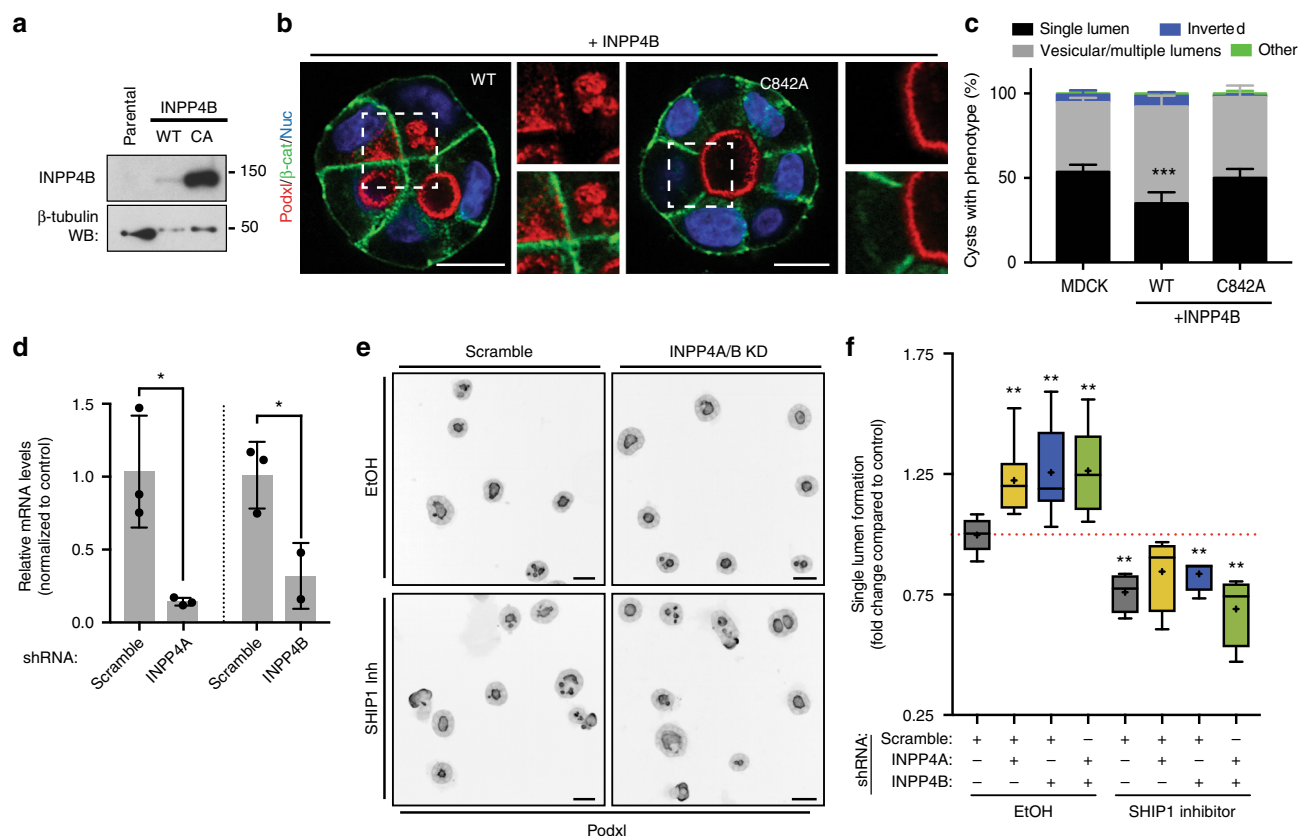 a
Parental
INPP4B
WT CA
INPP4B
150
β-tubulin
WB:
50
b
+ INPP4B
Podxl/β-cat/Nuc
WT
C842A
c
Single lumen
Inverted
Vesicular/multiple lumens
Other
Cysts with phenotype (%)
100
50
0
***
MDCK
WT
C842A
+INPP4B
d
Relative mRNA levels
(normalized to control)
1.5
1.0
0.5
0.0
*
*
shRNA:
Scramble
INPP4A
Scramble
INPP4B
e
Scramble
INPP4A/B KD
EtOH
SHIP1 Inh
Podxl
f
Single lumen formation
(fold change compared to control)
1.75
1.25
0.75
0.25
** ** **
** ** **
shRNA:
Scramble: + + + – + + + –
INPP4A: – + – + – + – +
INPP4B: – – + + – – + +
EtOH
SHIP1 inhibitor